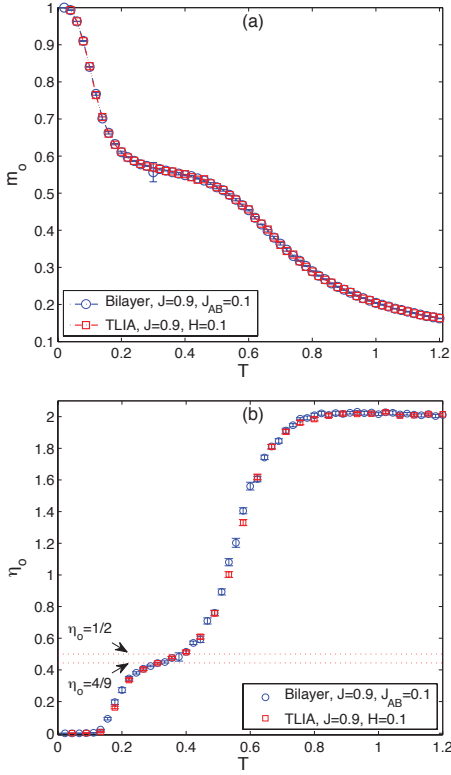 (a)
1
0.9
0.8
0.7
0.6
0.5
0.4
0.3
0.2
0.1
m_o
Bilayer, J=0.9, J_AB=0.1
TLIA, J=0.9, H=0.1
0 0.2 0.4 0.6 0.8 1 1.2
T
(b)
2
1.8
1.6
1.4
1.2
1
0.8
0.6
0.4
0.2
0
η_o
η_o=1/2
η_o=4/9
Bilayer, J=0.9, J_AB=0.1
TLIA, J=0.9, H=0.1
0 0.2 0.4 0.6 0.8 1 1.2
T